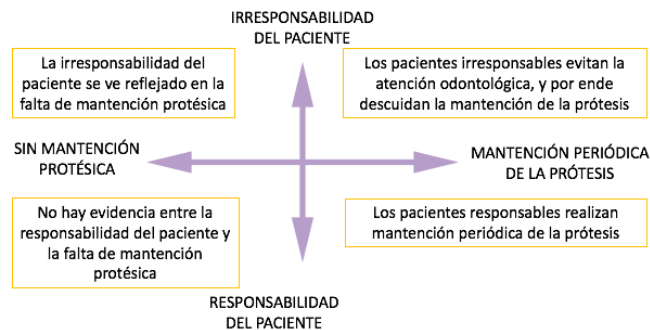 IRRESPONSABILIDAD
DEL PACIENTE
La irresponsabilidad del
paciente se ve reflejado en la
falta de mantención protésica
Los pacientes irresponsables evitan la
atención odontológica, y por ende
descuidan la mantención de la prótesis
SIN MANTENCIÓN
PROTÉSICA
MANTENCIÓN PERIÓDICA
DE LA PRÓTESIS
No hay evidencia entre la
responsabilidad del paciente y
la falta de mantención
protésica
Los pacientes responsables realizan
mantención periódica de la prótesis
RESPONSABILIDAD
DEL PACIENTE